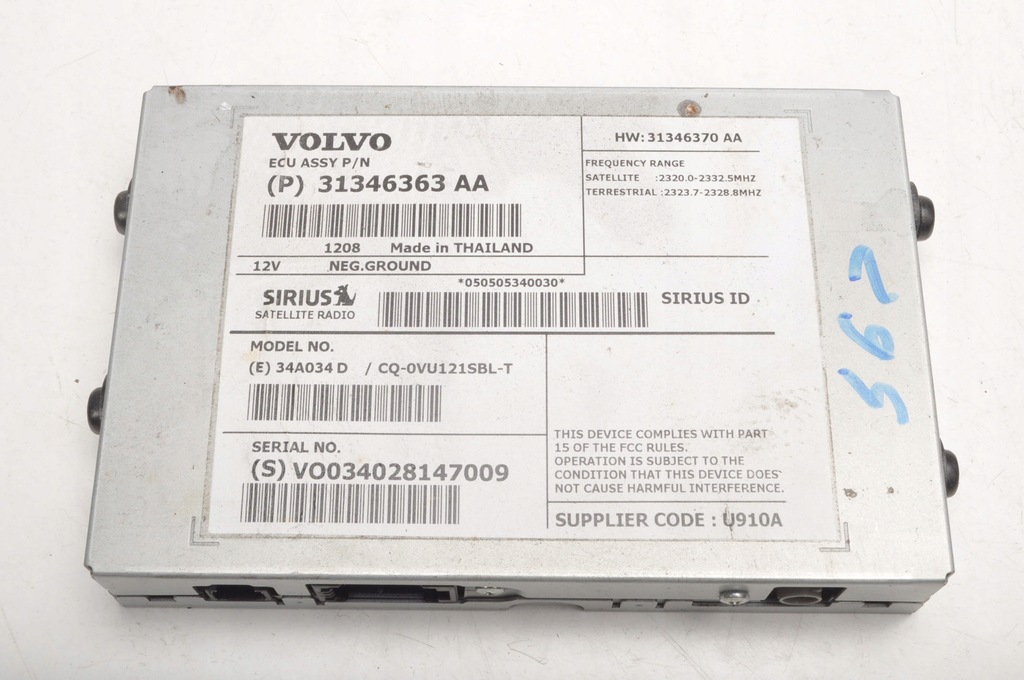 VOLVO
ECU ASSY P/N
(P) 31346363 AA
1208 Made in THAILAND
12V NEG.GROUND
HW: 31346370 AA
FREQUENCY RANGE
SATELLITE :2320.0-2332.5MHZ
TERRESTRIAL :2323.7-2328.8MHZ
*050505340030*
SIRIUS
SATELLITE RADIO
SIRIUS ID
MODEL NO.
(E) 34A034 D / CQ-0VU121SBL-T
SERIAL NO.
(S) VO034028147009
THIS DEVICE COMPLIES WITH PART
15 OF THE FCC RULES.
OPERATION IS SUBJECT TO THE
CONDITION THAT THIS DEVICE DOES
NOT CAUSE HARMFUL INTERFERENCE.
SUPPLIER CODE : U910A